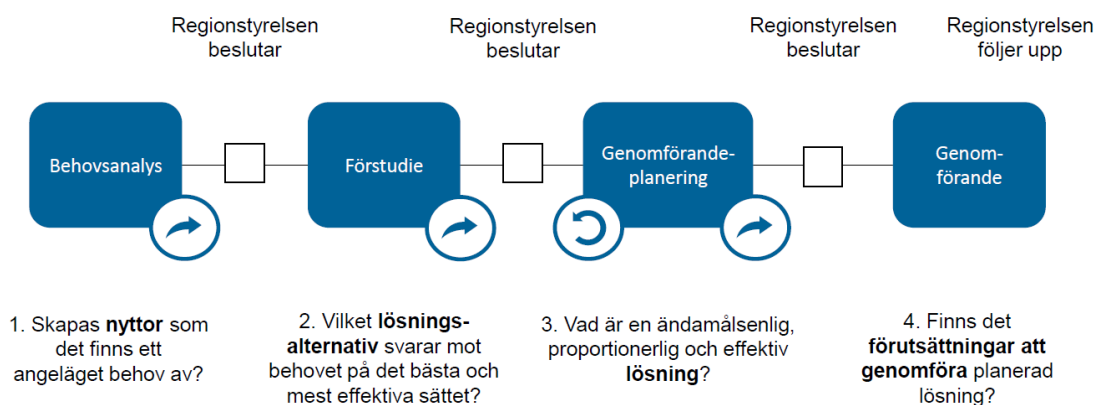 Regionstyrelsen
beslutar
Regionstyrelsen
beslutar
Regionstyrelsen
beslutar
Regionstyrelsen
följer upp
Behovsanalys
Förstudie
Genomförande-
planering
Genom-
förande
1. Skapas nyttor som
det finns ett
angeläget behov av?
2. Vilket lösnings-
alternativ svarar mot
behovet på det bästa och
mest effektiva sättet?
3. Vad är en ändamålsenlig,
proportionerlig och effektiv
lösning?
4. Finns det
förutsättningar att
genomföra planerad
lösning?